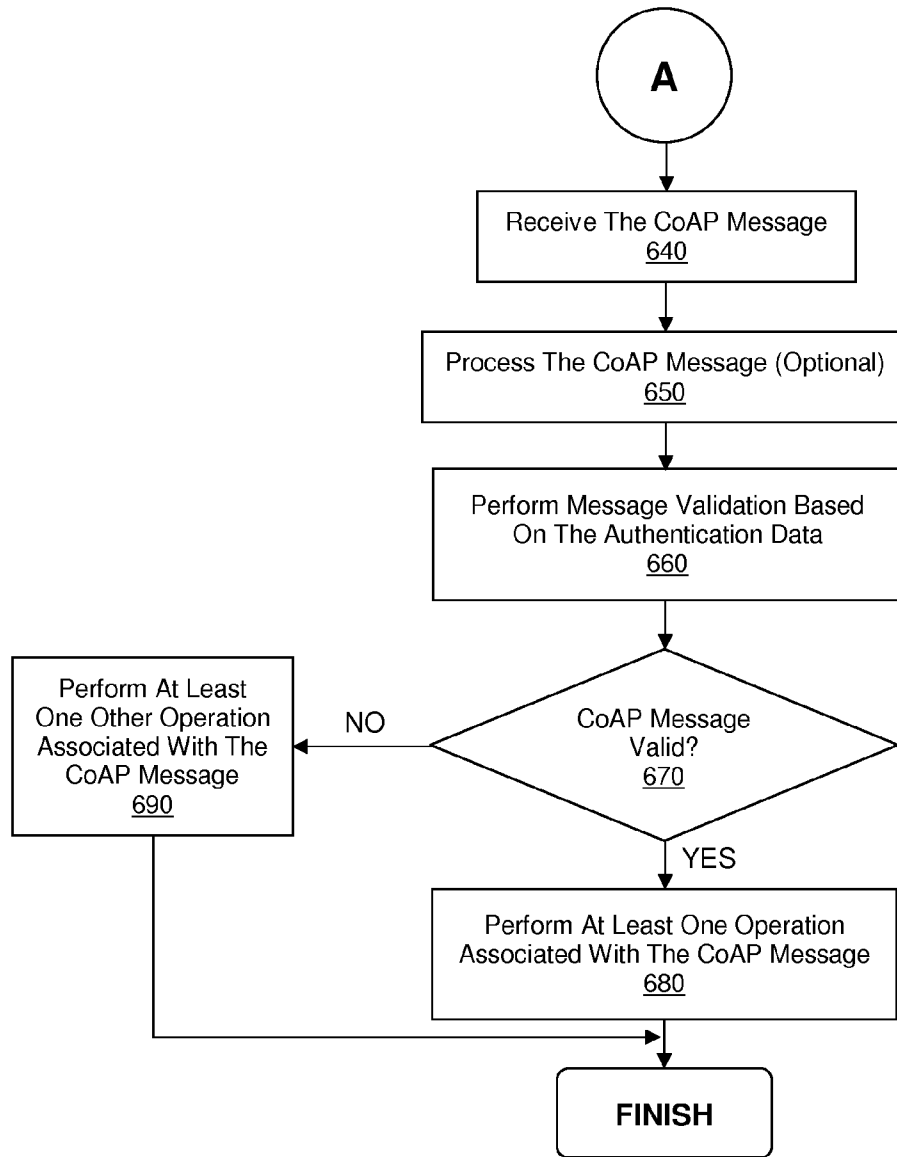 A
Receive The CoAP Message
640
Process The CoAP Message (Optional)
650
Perform Message Validation Based
On The Authentication Data
660
CoAP Message
Valid?
670
NO
Perform At Least
One Other Operation
Associated With The
CoAP Message
690
YES
Perform At Least One Operation
Associated With The CoAP Message
680
FINISH